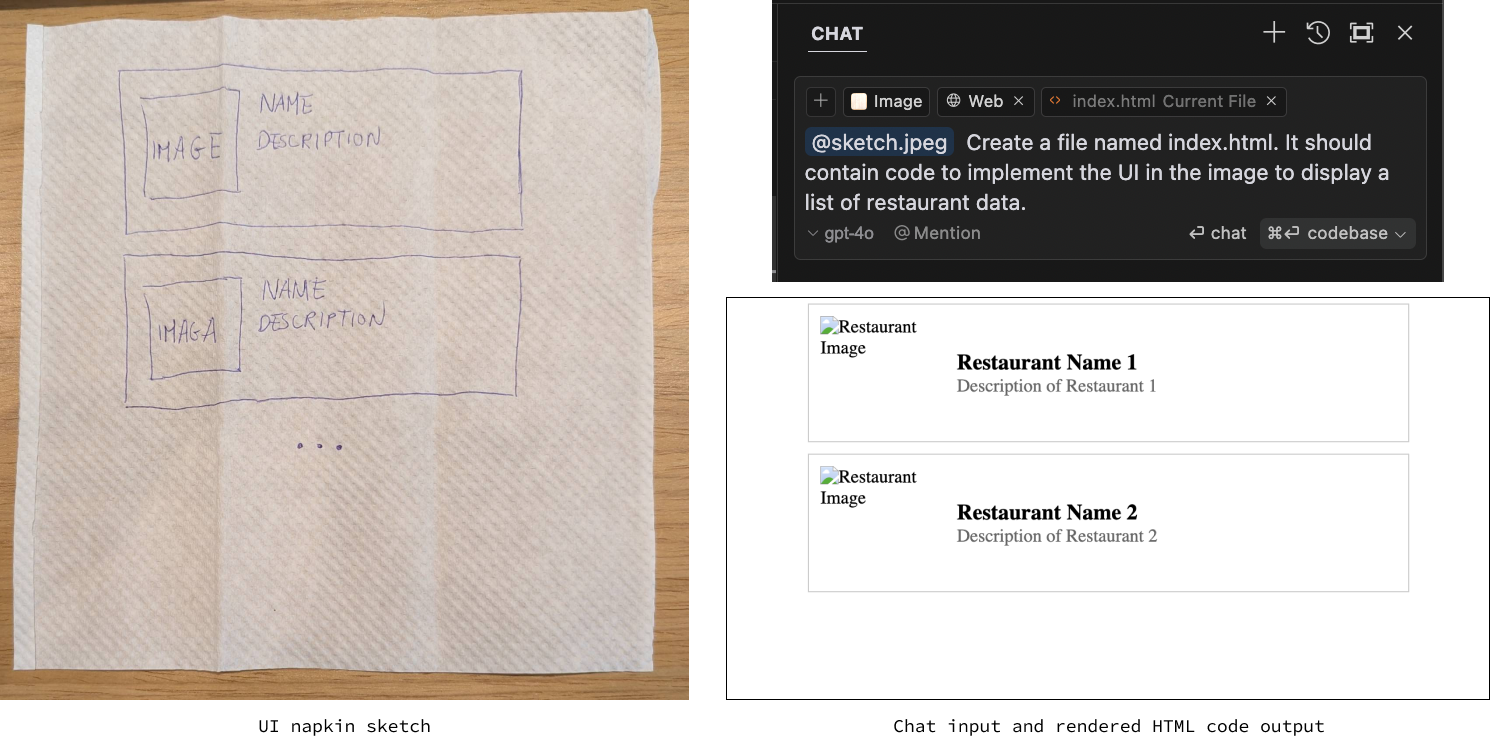 NAME
DESCRIPTION
IMAGE
NAME
DESCRIPTION
IMAGA
...
UI napkin sketch
CHAT
Image Web index.html Current File
@sketch.jpeg Create a file named index.html. It should
contain code to implement the UI in the image to display a
list of restaurant data.
gpt-4o @ Mention ⏎ chat ⌘⏎ codebase
Restaurant
Image
Restaurant Name 1
Description of Restaurant 1
Restaurant
Image
Restaurant Name 2
Description of Restaurant 2
Chat input and rendered HTML code output